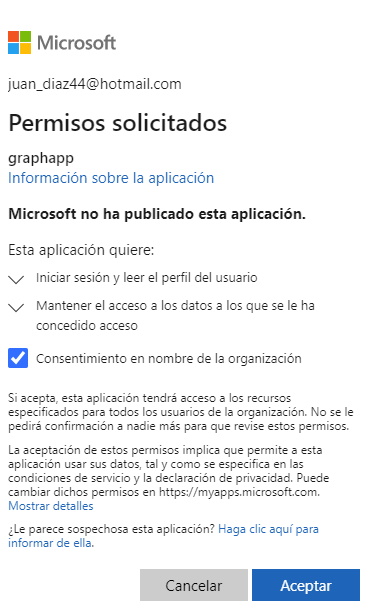 Microsoft
juan_diaz44@hotmail.com
Permisos solicitados
graphapp
Información sobre la aplicación
Microsoft no ha publicado esta aplicación.
Esta aplicación quiere:
Iniciar sesión y leer el perfil del usuario
Mantener el acceso a los datos a los que se le ha
concedido acceso
Consentimiento en nombre de la organización
Si acepta, esta aplicación tendrá acceso a los recursos
especificados para todos los usuarios de la organización. No se le
pedirá confirmación a nadie más para que revise estos permisos.
La aceptación de estos permisos implica que permite a esta
aplicación usar sus datos, tal y como se especifica en las
condiciones de servicio y la declaración de privacidad. Puede
cambiar dichos permisos en https://myapps.microsoft.com.
Mostrar detalles
¿Le parece sospechosa esta aplicación? Haga clic aquí para
informar de ella.
Cancelar
Aceptar